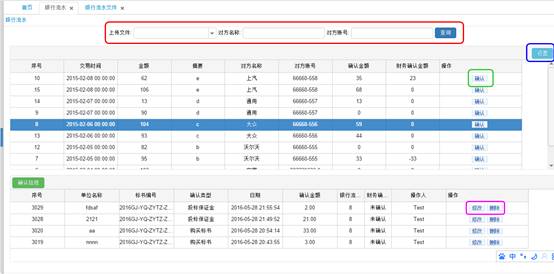 首页 银行流水 × 银行流水文件 ×
银行流水
上传文件: 对方名称: 对方账号: 查询
序号 交易时间 金额 摘要 对方名称 对方账号 确认金额 财务确认金额 操作
10 2015-02-08 00:00:00 62 e 上汽 66660-558 35 23 确认
15 2015-02-08 00:00:00 106 e 上汽 66660-558 68 0 确认
14 2015-02-07 00:00:00 13 d 通用 66660-557 13 0 确认
9 2015-02-07 00:00:00 90 d 通用 66660-557 0 0 确认
8 2015-02-06 00:00:00 104 c 大众 66660-556 59 0 确认
13 2015-02-06 00:00:00 93 c 大众 66660-556 44 0 确认
12 2015-02-05 00:00:00 82 b 沃尔沃 66660-555 0 0 确认
7 2015-02-05 00:00:00 95 b 沃尔沃 66660-555 33 -33 确认
确认信息
序号 单位名称 标书编号 确认类型 日期 确认金额 银行流... 财务确... 操作人 操作
3029 fdsaf 2016GJ-YQ-ZYTZ-Z... 投标保证金 2016-05-28 21:55:54 2.00 8 未确认 Test 修改 删除
3028 2121 2016GJ-YQ-ZYTZ-Z... 投标保证金 2016-05-28 21:49:52 21.00 8 未确认 Test 修改 删除
3020 aa 2016GJ-YQ-ZYTZ-Z... 购买标书 2016-05-28 20:54:14 33.00 8 未确认 Test 修改 删除
3019 nnnn 2016GJ-YQ-ZYTZ-Z... 购买标书 2016-05-28 20:43:55 3.00 8 未确认 Test 修改 删除
中